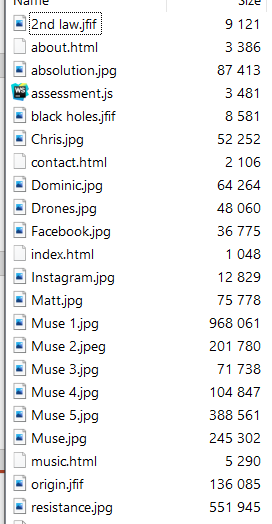 Name Size
2nd law.jfif 9 121
about.html 3 386
absolution.jpg 87 413
assessment.js 3 481
black holes.jfif 8 581
Chris.jpg 52 252
contact.html 2 106
Dominic.jpg 64 264
Drones.jpg 48 060
Facebook.jpg 36 775
index.html 1 048
Instagram.jpg 12 829
Matt.jpg 75 778
Muse 1.jpg 968 061
Muse 2.jpeg 201 780
Muse 3.jpg 71 738
Muse 4.jpg 104 847
Muse 5.jpg 388 561
Muse.jpg 245 302
music.html 5 290
origin.jfif 136 085
resistance.jpg 551 945